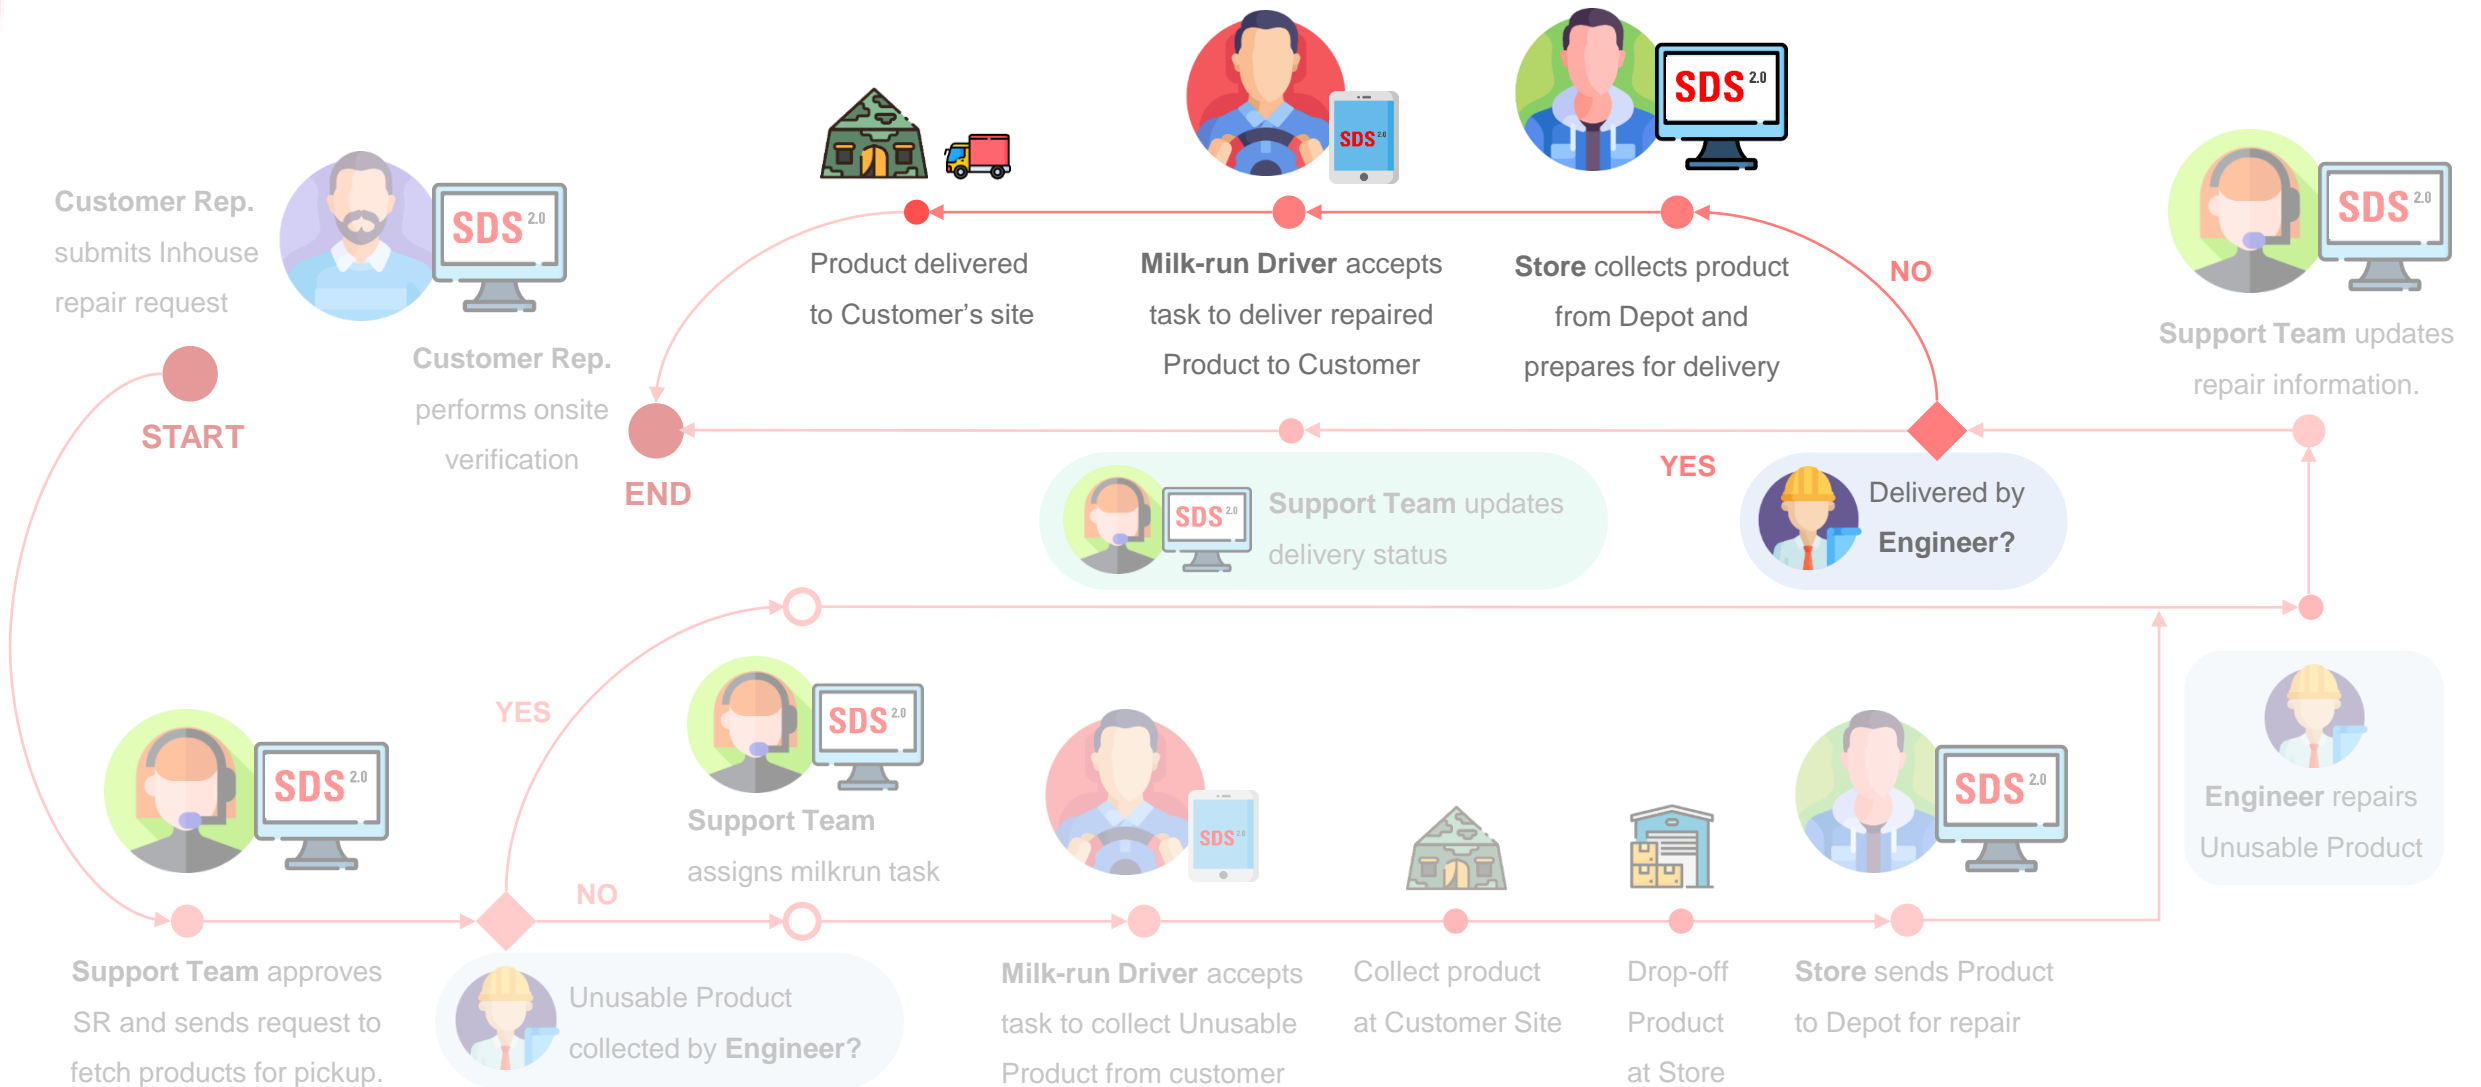 Customer Rep.
submits Inhouse
repair request
SDS 2.0
START
Customer Rep.
performs onsite
verification
END
Product delivered
to Customer's site
SDS 2.0
Milk-run Driver accepts
task to deliver repaired
Product to Customer
SDS 2.0
Store collects product
from Depot and
prepares for delivery
NO
SDS 2.0
Support Team updates
repair information.
YES
Delivered by
Engineer?
SDS 2.0
Support Team updates
delivery status
YES
SDS 2.0
Support Team
assigns milkrun task
NO
SDS 2.0
Support Team approves
SR and sends request to
fetch products for pickup.
Unusable Product
collected by Engineer?
SDS 2.0
Milk-run Driver accepts
task to collect Unusable
Product from customer
Collect product
at Customer Site
Drop-off
Product
at Store
SDS 2.0
Store sends Product
to Depot for repair
Engineer repairs
Unusable Product